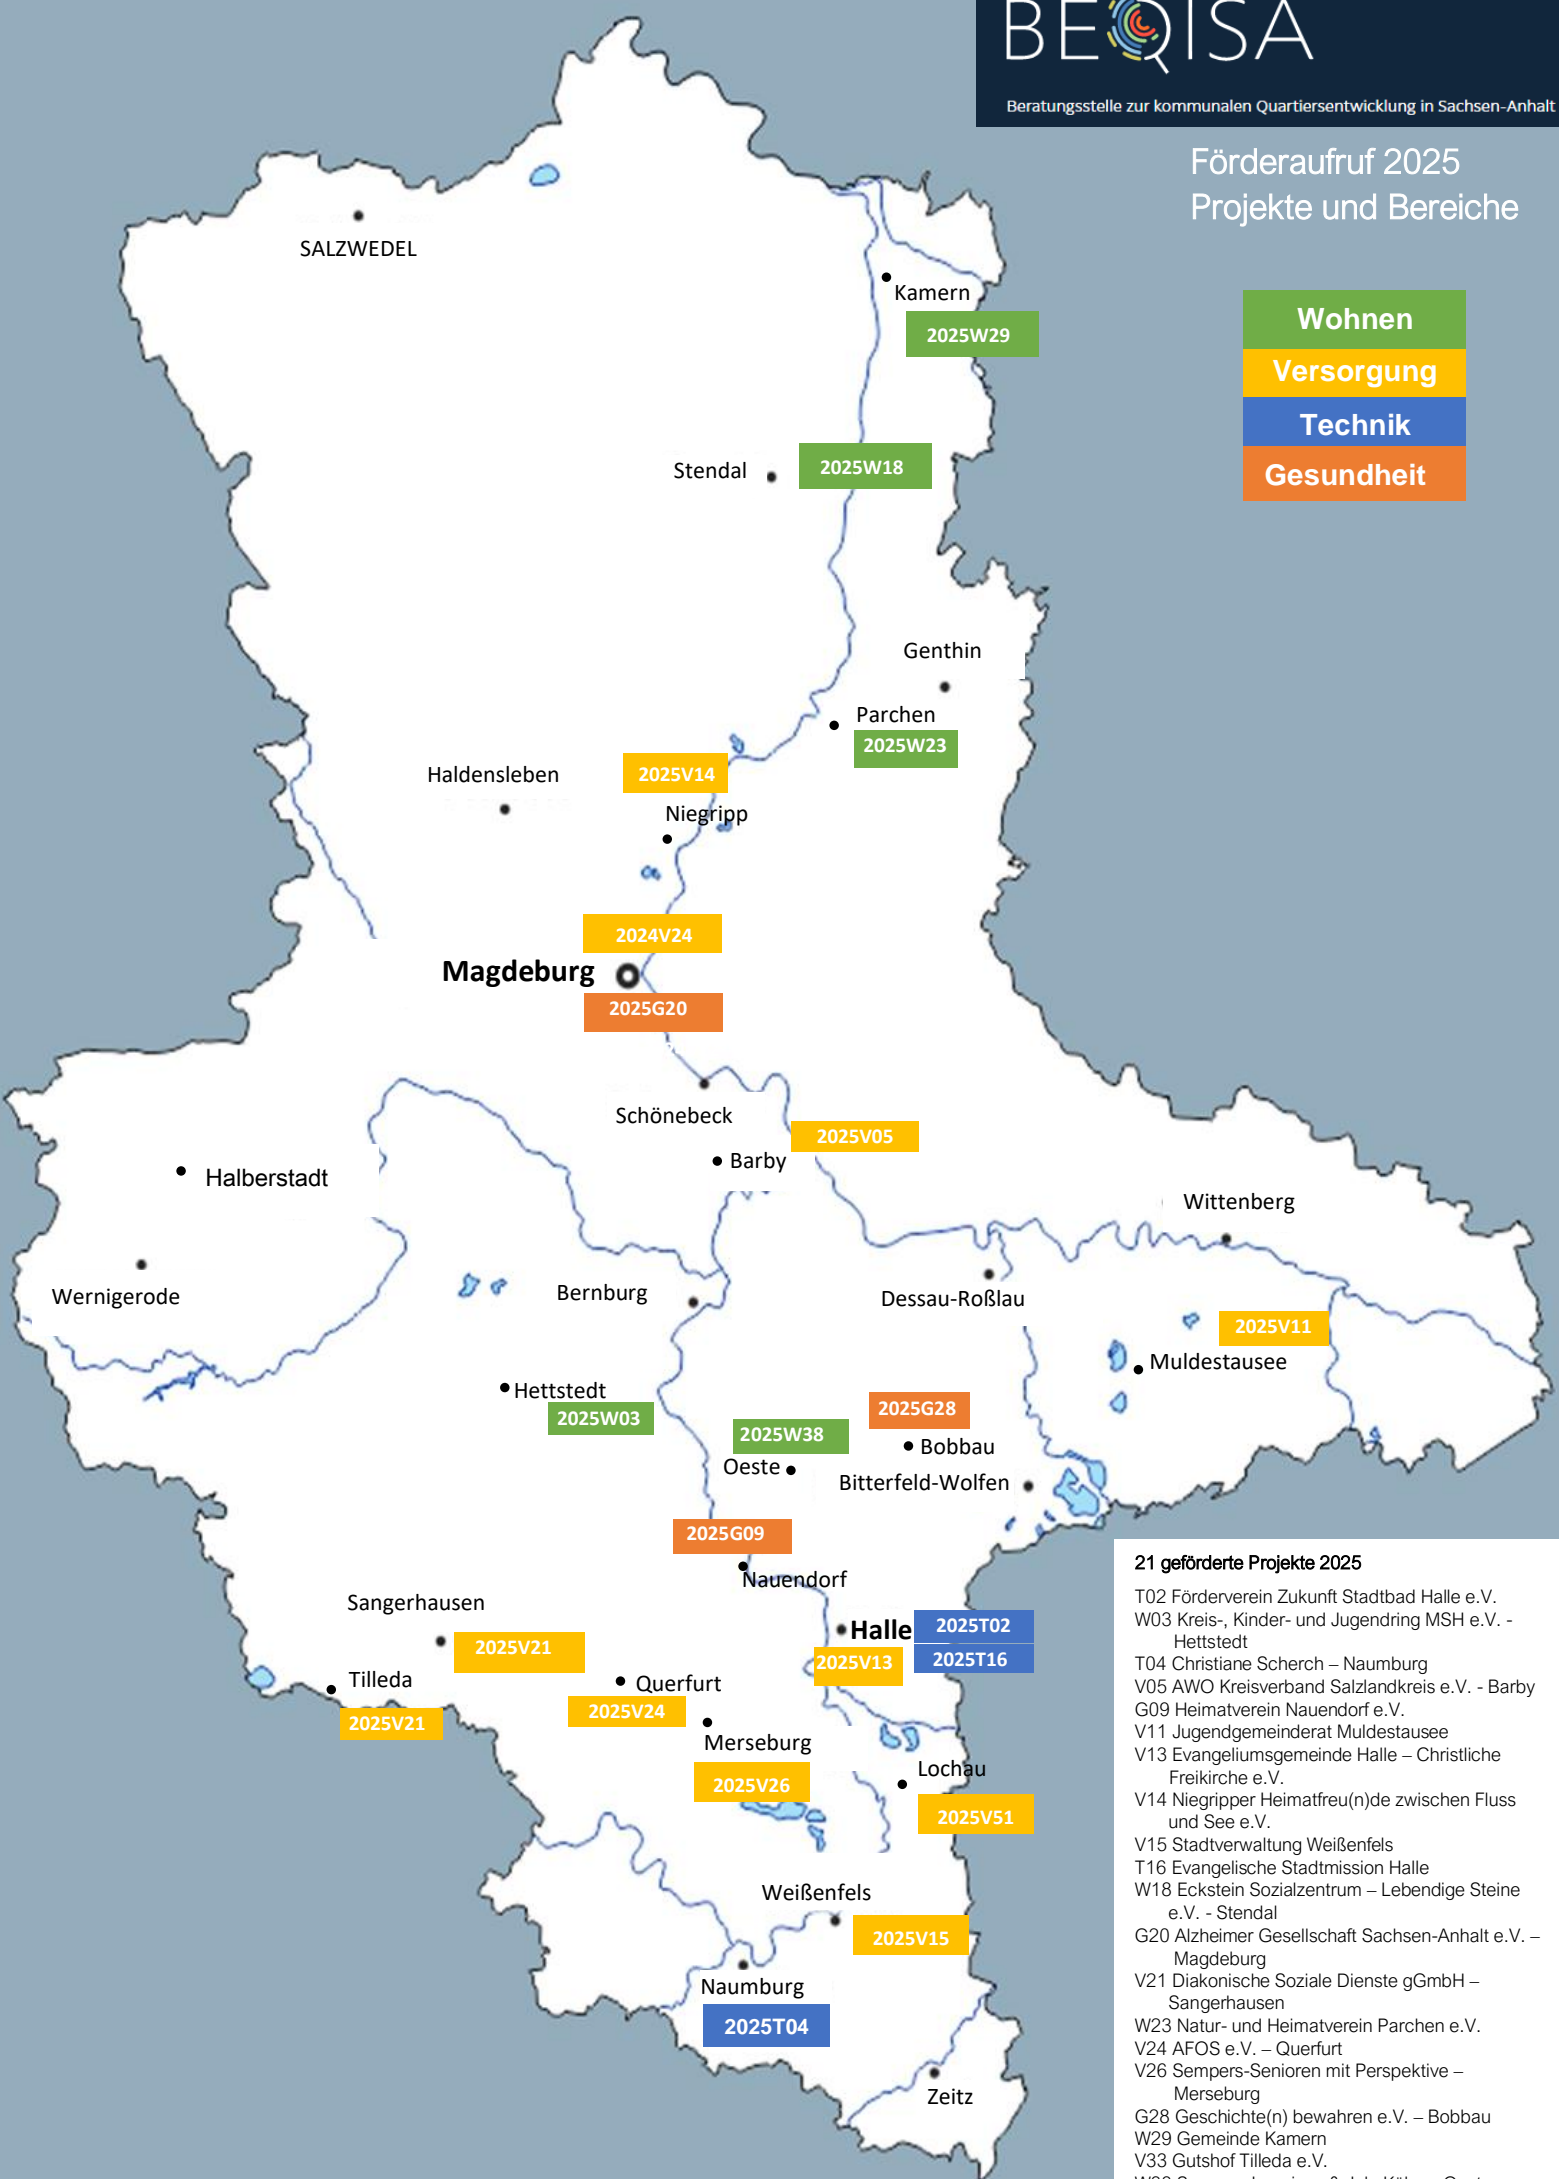 BEQISA
Beratungsstelle zur kommunalen Quartiersentwicklung in Sachsen-Anhalt
Förderaufruf 2025
Projekte und Bereiche
Wohnen
Versorgung
Technik
Gesundheit
SALZWEDEL
Kamern
2025W29
Stendal
2025W18
Genthin
Parchen
2025W23
Haldensleben
2025V14
Niegripp
2024V24
Magdeburg
2025G20
Schönebeck
2025V05
Barby
Halberstadt
Wittenberg
Wernigerode
Bernburg
Dessau-Roßlau
2025V11
Muldestausee
Hettstedt
2025W03
2025G28
2025W38
Bobbau
Oeste
Bitterfeld-Wolfen
2025G09
Nauendorf
Sangerhausen
2025V21
Halle
2025T02
2025T16
2025V13
Tilleda
2025V21
Querfurt
2025V24
Merseburg
2025V26
Lochau
2025V51
Weißenfels
2025V15
Naumburg
2025T04
Zeitz
21 geförderte Projekte 2025
T02 Förderverein Zukunft Stadtbad Halle e.V.
W03 Kreis-, Kinder- und Jugendring MSH e.V. -
Hettstedt
T04 Christiane Scherch – Naumburg
V05 AWO Kreisverband Salzlandkreis e.V. - Barby
G09 Heimatverein Nauendorf e.V.
V11 Jugendgemeinderat Muldestausee
V13 Evangeliumsgemeinde Halle – Christliche
Freikirche e.V.
V14 Niegripper Heimatfreu(n)de zwischen Fluss
und See e.V.
V15 Stadtverwaltung Weißenfels
T16 Evangelische Stadtmission Halle
W18 Eckstein Sozialzentrum – Lebendige Steine
e.V. - Stendal
G20 Alzheimer Gesellschaft Sachsen-Anhalt e.V. –
Magdeburg
V21 Diakonische Soziale Dienste gGmbH –
Sangerhausen
W23 Natur- und Heimatverein Parchen e.V.
V24 AFOS e.V. – Querfurt
V26 Sempers-Senioren mit Perspektive –
Merseburg
G28 Geschichte(n) bewahren e.V. – Bobbau
W29 Gemeinde Kamern
V33 Gutshof Tilleda e.V.